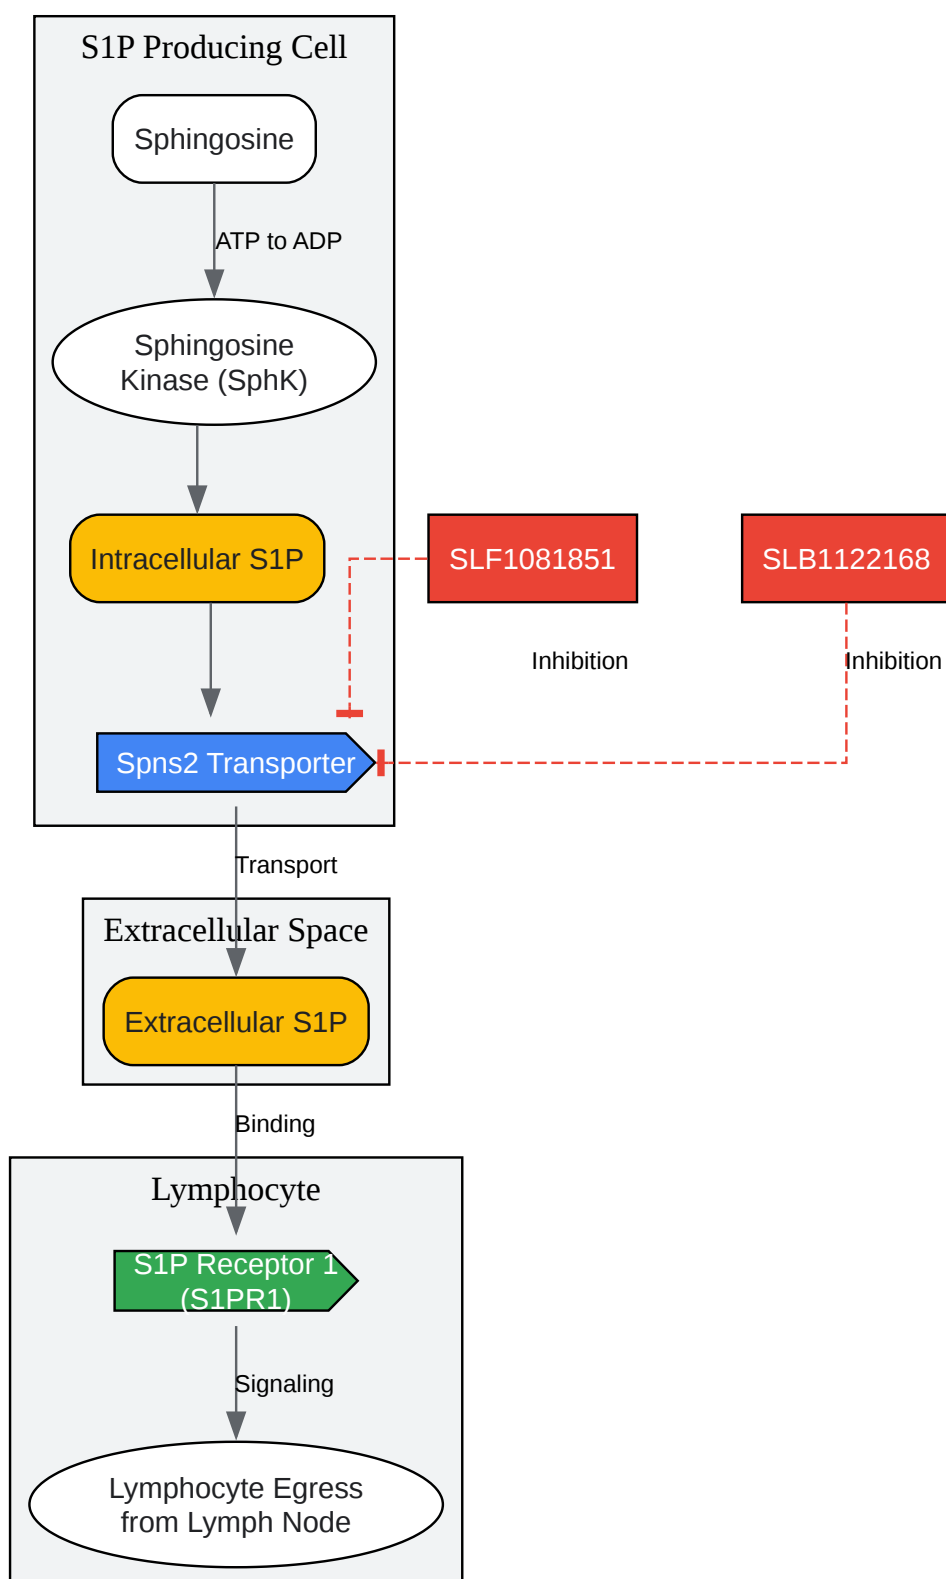 S1P Producing Cell
Sphingosine
ATP to ADP
Sphingosine
Kinase (SphK)
Intracellular S1P
SLF1081851
SLB1122168
Inhibition
Inhibition
Spns2 Transporter
Transport
Extracellular Space
Extracellular S1P
Binding
Lymphocyte
S1P Receptor 1
(S1PR1)
Signaling
Lymphocyte Egress
from Lymph Node